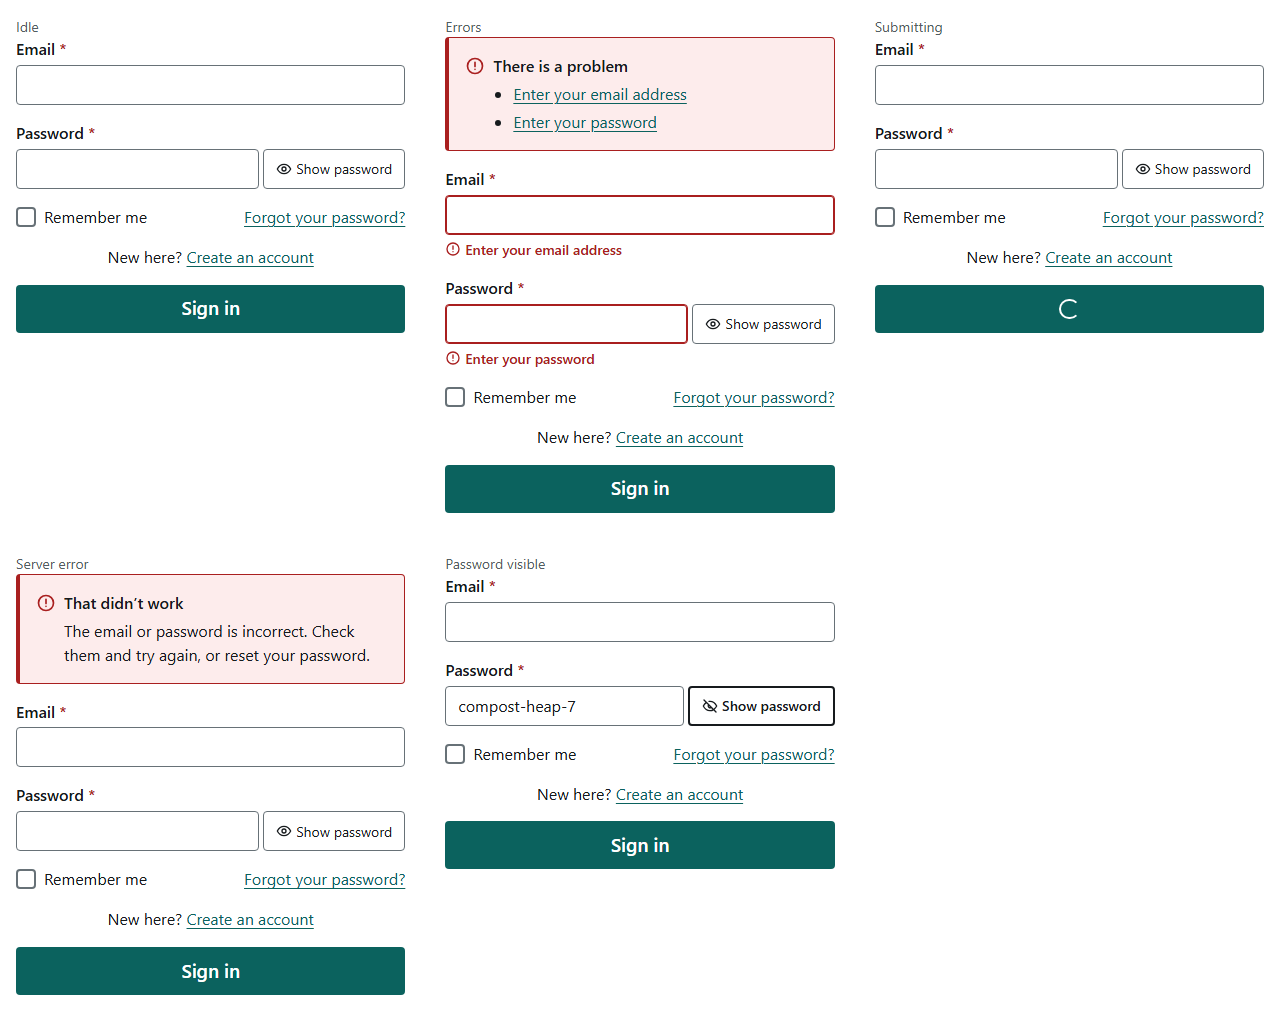 Idle
Email *
Password *
Show password
Remember me
Forgot your password?
New here? Create an account
Sign in
Errors
There is a problem
Enter your email address
Enter your password
Email *
Enter your email address
Password *
Show password
Enter your password
Remember me
Forgot your password?
New here? Create an account
Sign in
Submitting
Email *
Password *
Show password
Remember me
Forgot your password?
New here? Create an account
Server error
That didn’t work
The email or password is incorrect. Check
them and try again, or reset your password.
Email *
Password *
Show password
Remember me
Forgot your password?
New here? Create an account
Sign in
Password visible
Email *
Password *
compost-heap-7
Show password
Remember me
Forgot your password?
New here? Create an account
Sign in